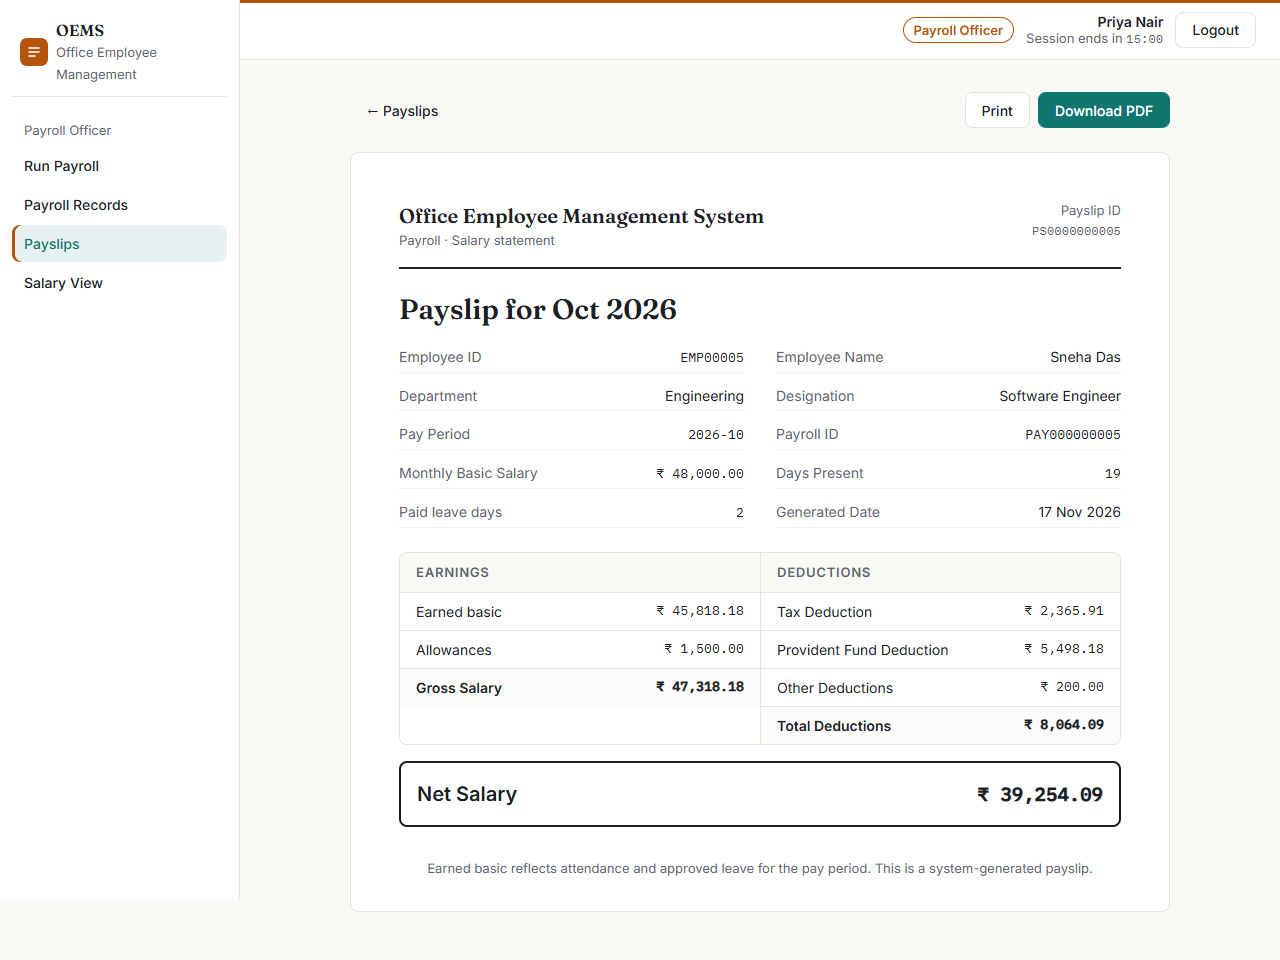 OEMS
Office Employee
Management
Payroll Officer
Run Payroll
Payroll Records
Payslips
Salary View
Payroll Officer
Priya Nair
Session ends in 15:00
Logout
← Payslips
Print
Download PDF
Office Employee Management System
Payroll · Salary statement
Payslip ID
PS0000000005
Payslip for Oct 2026
Employee ID EMP00005
Employee Name Sneha Das
Department Engineering
Designation Software Engineer
Pay Period 2026-10
Payroll ID PAY000000005
Monthly Basic Salary ₹ 48,000.00
Days Present 19
Paid leave days 2
Generated Date 17 Nov 2026
EARNINGS
Earned basic ₹ 45,818.18
Allowances ₹ 1,500.00
Gross Salary ₹ 47,318.18
DEDUCTIONS
Tax Deduction ₹ 2,365.91
Provident Fund Deduction ₹ 5,498.18
Other Deductions ₹ 200.00
Total Deductions ₹ 8,064.09
Net Salary ₹ 39,254.09
Earned basic reflects attendance and approved leave for the pay period. This is a system-generated payslip.